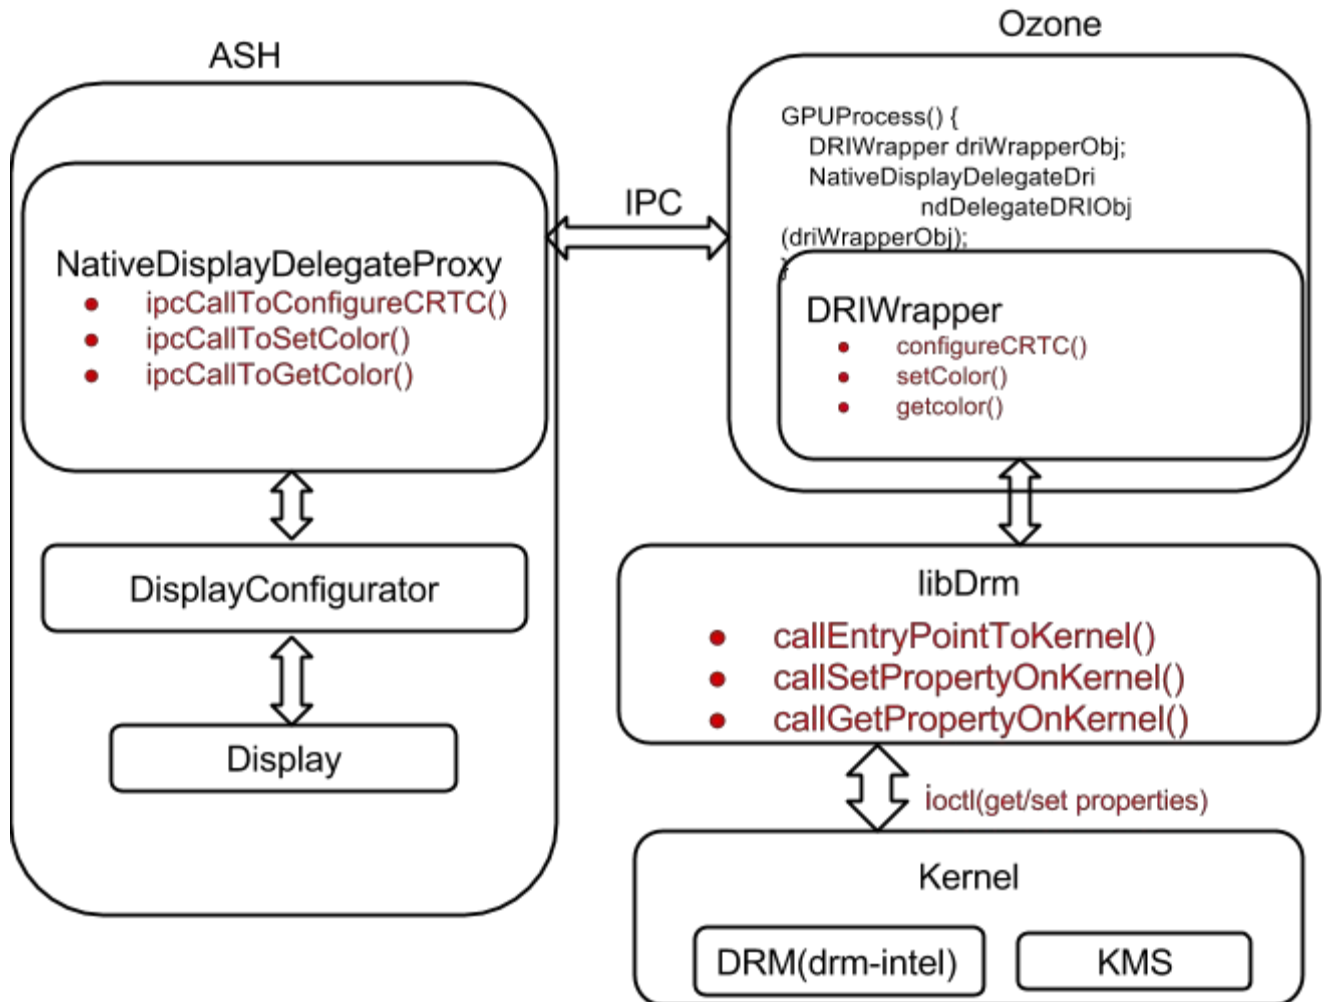 ASH
NativeDisplayDelegateProxy
ipcCallToConfigureCRTC()
ipcCallToSetColor()
ipcCallToGetColor()
DisplayConfigurator
Display
IPC
Ozone
GPUProcess() {
DRIWrapper driWrapperObj;
NativeDisplayDelegateDri
ndDelegateDRIObj
(driWrapperObj);
}
DRIWrapper
configureCRTC()
setColor()
getcolor()
libDrm
callEntryPointToKernel()
callSetPropertyOnKernel()
callGetPropertyOnKernel()
ioctl(get/set properties)
Kernel
DRM(drm-intel)
KMS